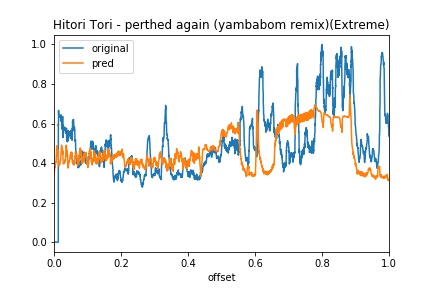 Hitori Tori - perthed again (yambabom remix)(Extreme)
original
pred
1.0
0.8
0.6
0.4
0.2
0.0
0.0 0.2 0.4 0.6 0.8 1.0
offset